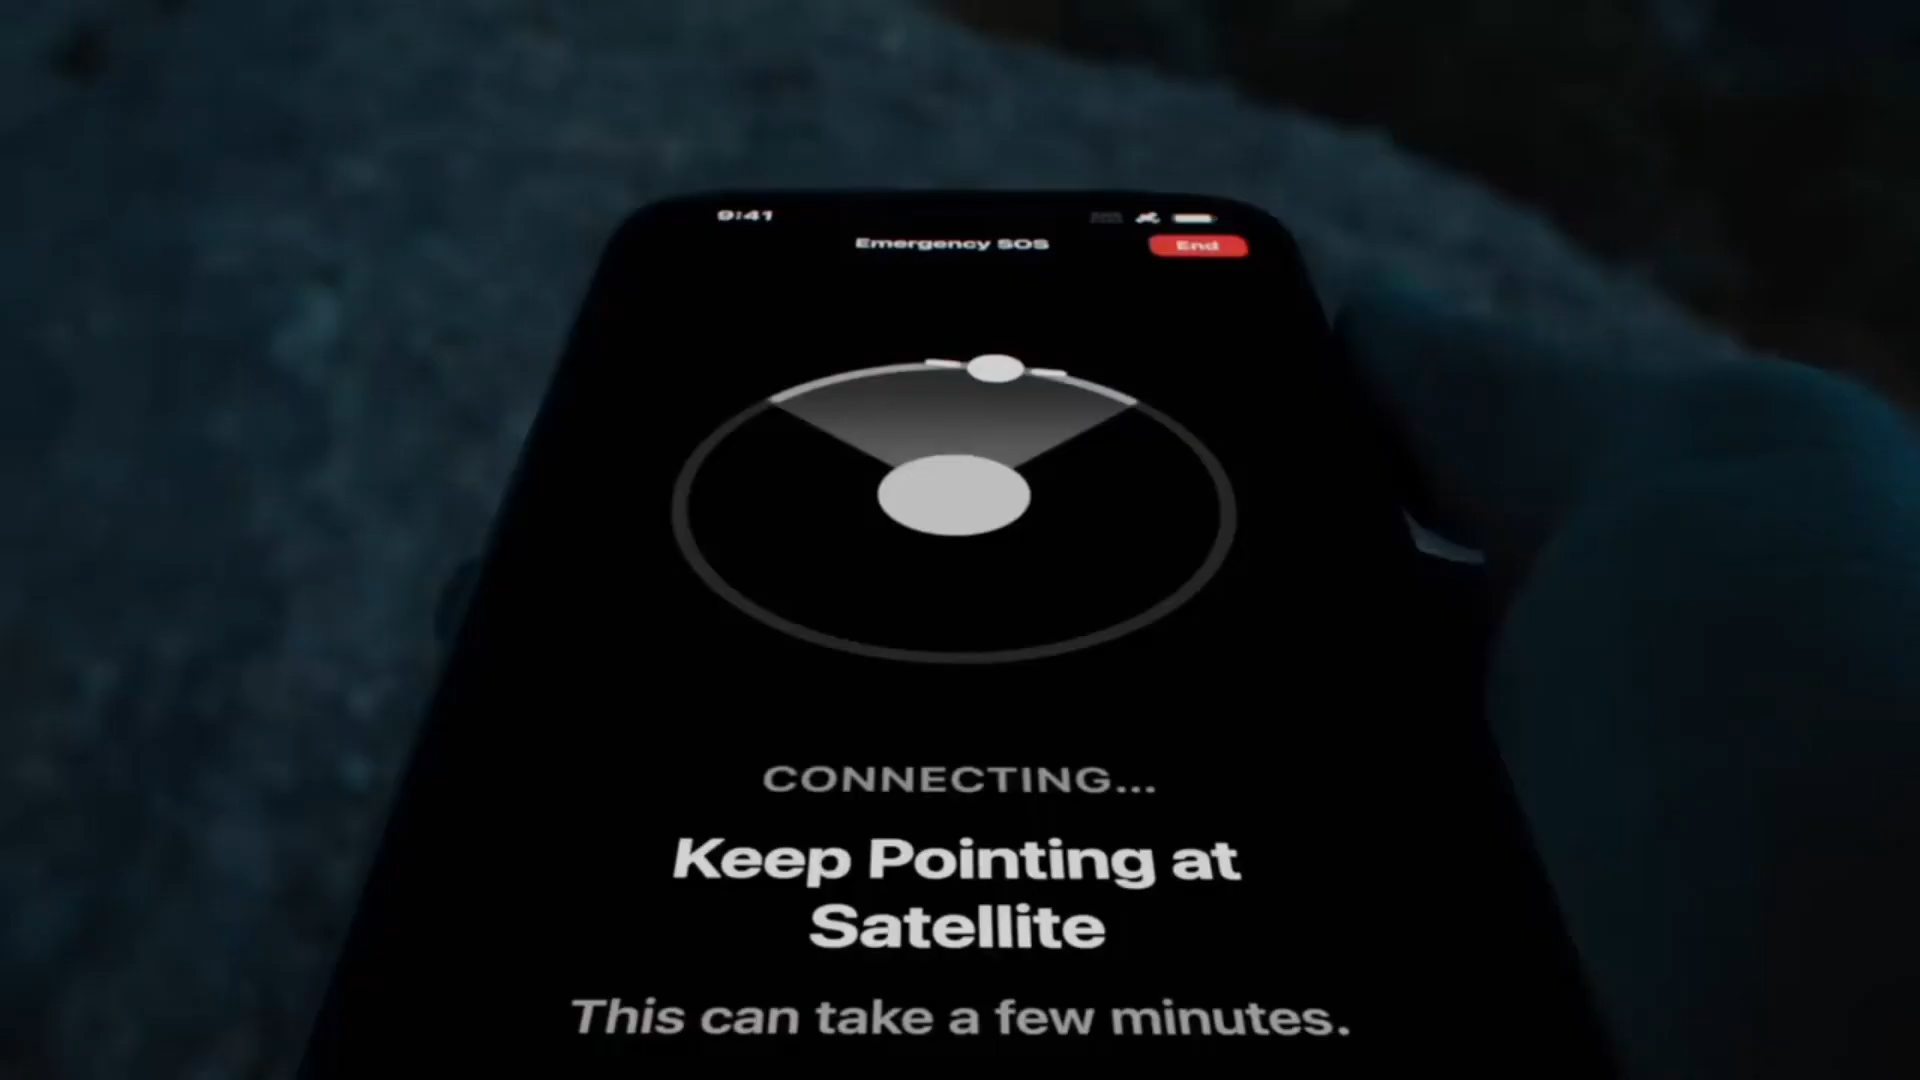 9:41
Emergency SOS
End
CONNECTING...
Keep Pointing at
Satellite
This can take a few minutes.